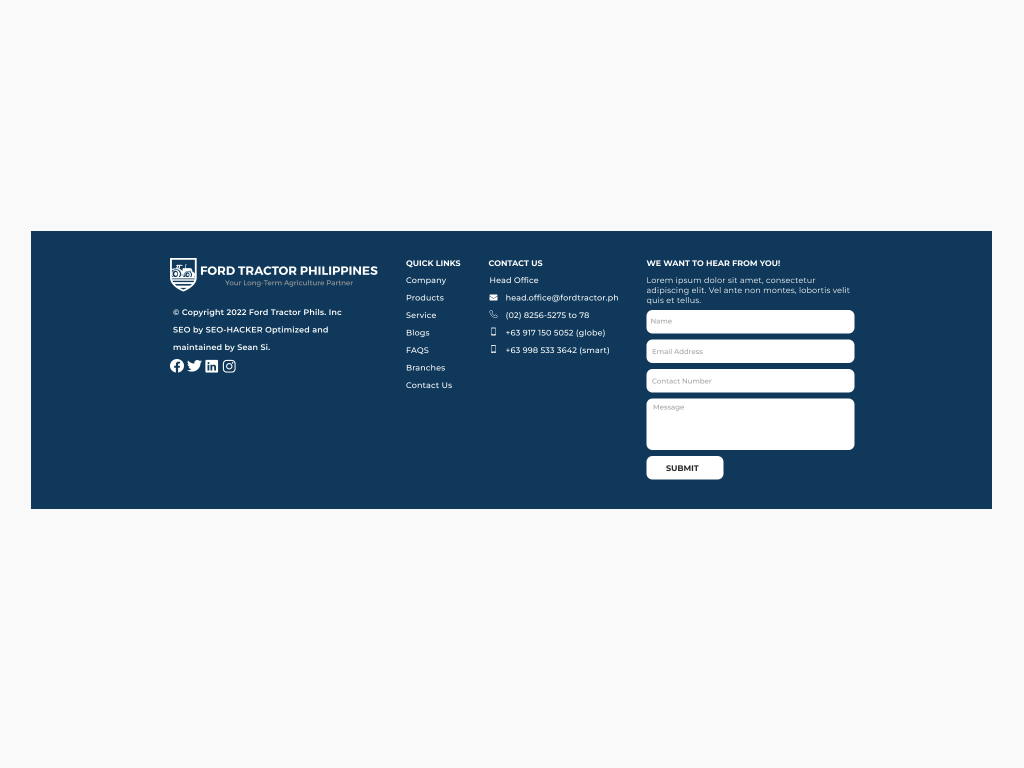 FORD TRACTOR PHILIPPINES
Your Long-Term Agriculture Partner
© Copyright 2022 Ford Tractor Phils. Inc
SEO by SEO-HACKER Optimized and
maintained by Sean Si.
QUICK LINKS
Company
Products
Service
Blogs
FAQS
Branches
Contact Us
CONTACT US
Head Office
head.office@fordtractor.ph
(02) 8256-5275 to 78
+63 917 150 5052 (globe)
+63 998 533 3642 (smart)
WE WANT TO HEAR FROM YOU!
Lorem ipsum dolor sit amet, consectetur
adipiscing elit. Vel ante non montes, lobortis velit
quis et tellus.
Name
Email Address
Contact Number
Message
SUBMIT